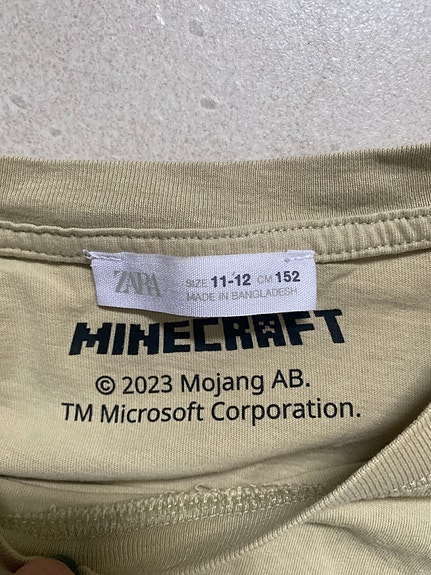 ZARA SIZE 11-12 CM 152
MADE IN BANGLADESH
MINECRAFT
© 2023 Mojang AB.
TM Microsoft Corporation.